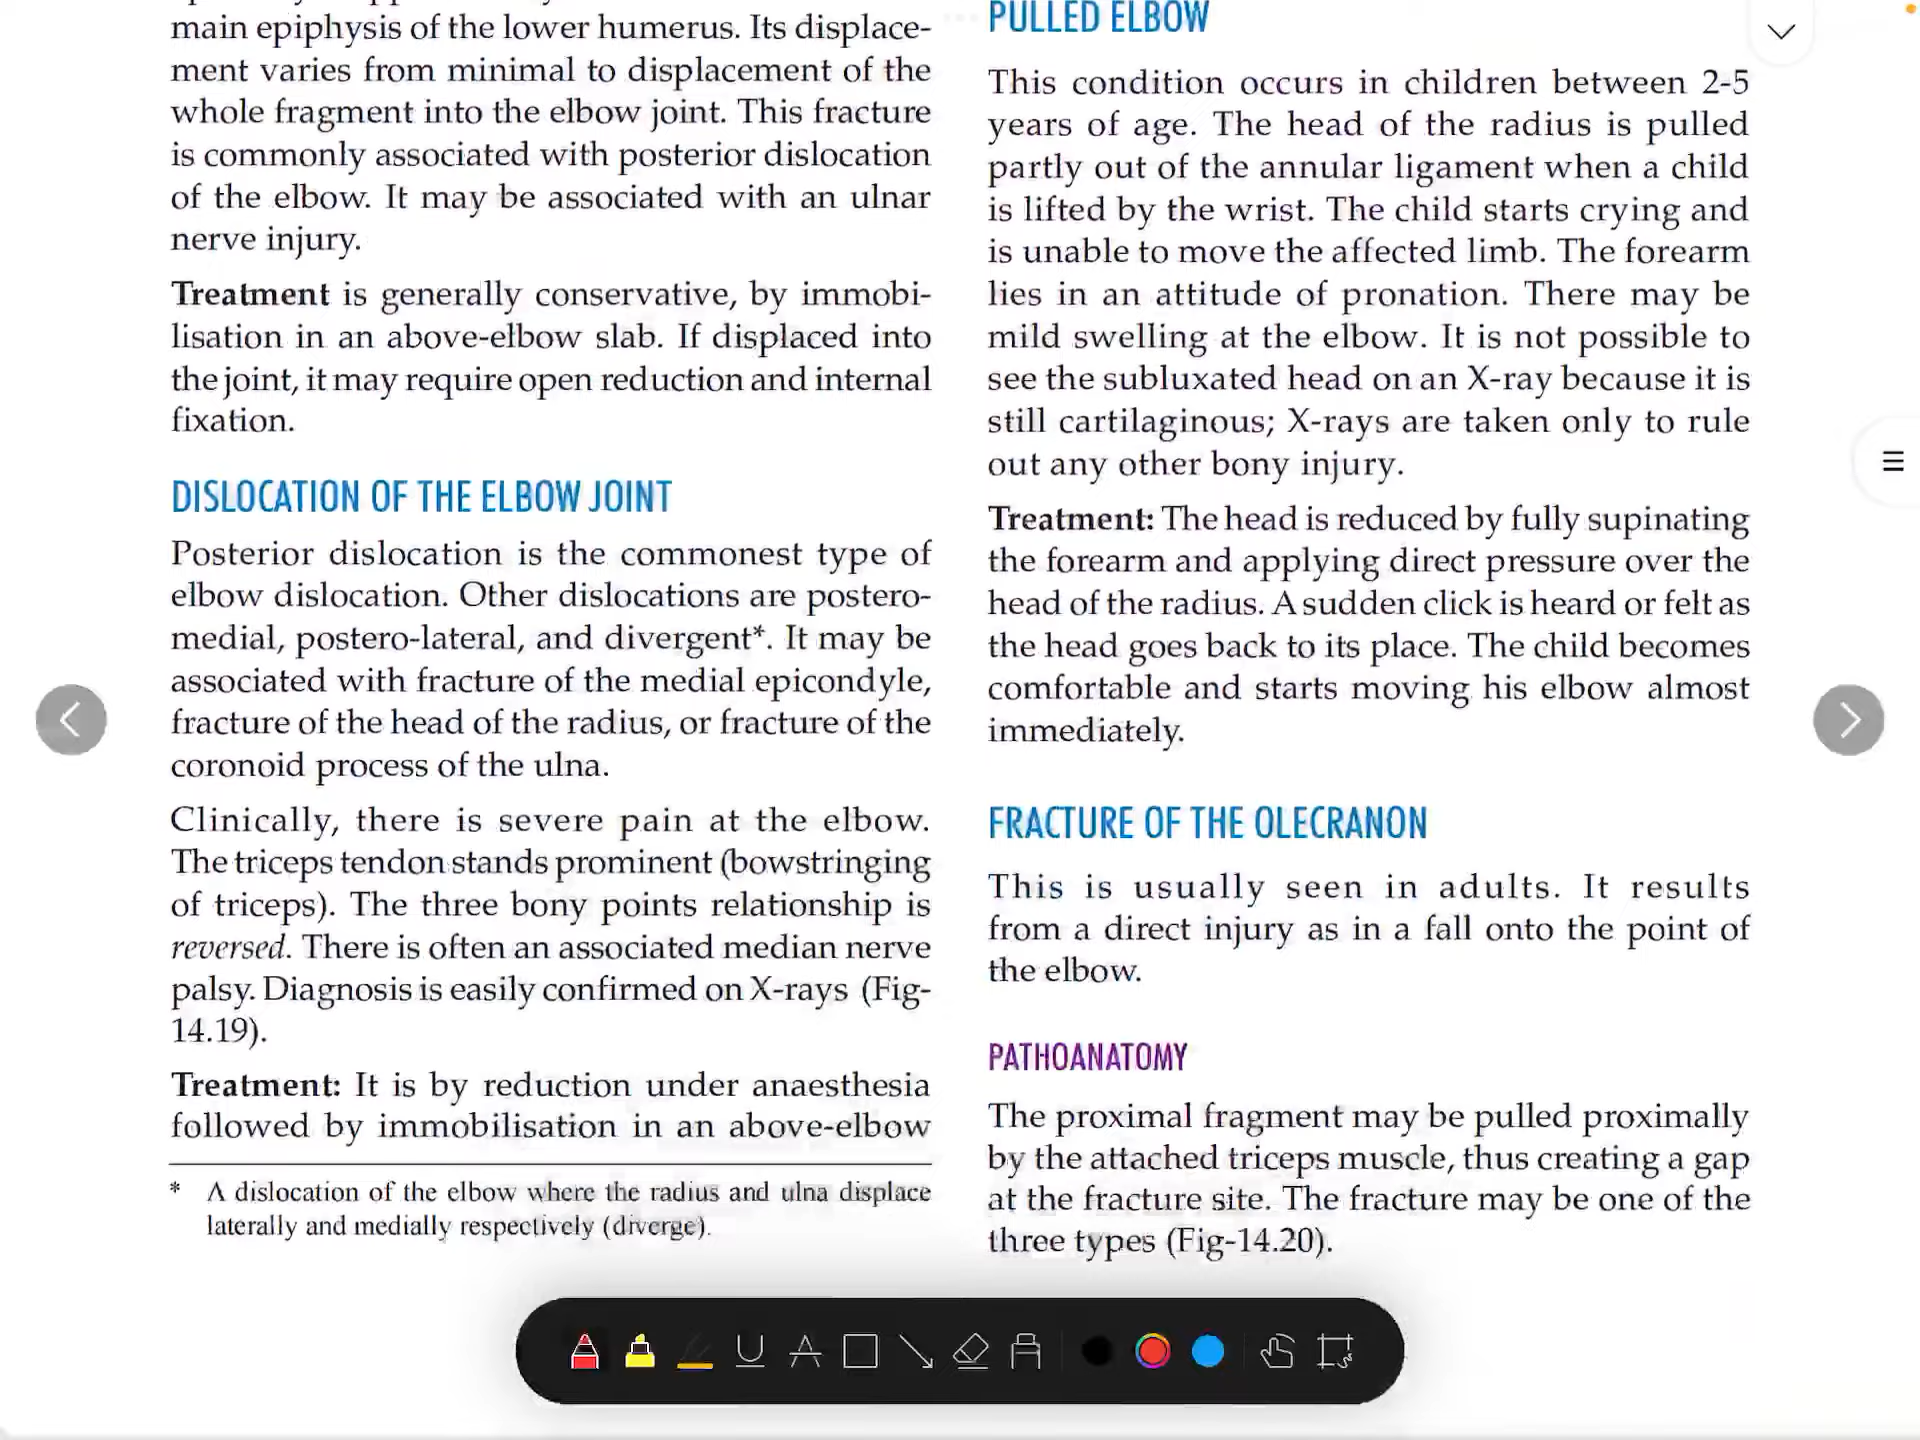 main epiphysis of the lower humerus. Its displace-
ment varies from minimal to displacement of the
whole fragment into the elbow joint. This fracture
is commonly associated with posterior dislocation
of the elbow. It may be associated with an ulnar
nerve injury.
Treatment is generally conservative, by immobi-
lisation in an above-elbow slab. If displaced into
the joint, it may require open reduction and internal
fixation.
DISLOCATION OF THE ELBOW JOINT
Posterior dislocation is the commonest type of
elbow dislocation. Other dislocations are postero-
medial, postero-lateral, and divergent*. It may be
associated with fracture of the medial epicondyle,
fracture of the head of the radius, or fracture of the
coronoid process of the ulna.
Clinically, there is severe pain at the elbow.
The triceps tendon stands prominent (bowstringing
of triceps). The three bony points relationship is
reversed. There is often an associated median nerve
palsy. Diagnosis is easily confirmed on X-rays (Fig-
14.19).
Treatment: It is by reduction under anaesthesia
followed by immobilisation in an above-elbow
* A dislocation of the elbow where the radius and ulna displace
laterally and medially respectively (diverge).
PULLED ELBOW
This condition occurs in children between 2-5
years of age. The head of the radius is pulled
partly out of the annular ligament when a child
is lifted by the wrist. The child starts crying and
is unable to move the affected limb. The forearm
lies in an attitude of pronation. There may be
mild swelling at the elbow. It is not possible to
see the subluxated head on an X-ray because it is
still cartilaginous; X-rays are taken only to rule
out any other bony injury.
Treatment: The head is reduced by fully supinating
the forearm and applying direct pressure over the
head of the radius. A sudden click is heard or felt as
the head goes back to its place. The child becomes
comfortable and starts moving his elbow almost
immediately.
FRACTURE OF THE OLECRANON
This is usually seen in adults. It results
from a direct injury as in a fall onto the point of
the elbow.
PATHOANATOMY
The proximal fragment may be pulled proximally
by the attached triceps muscle, thus creating a gap
at the fracture site. The fracture may be one of the
three types (Fig-14.20).